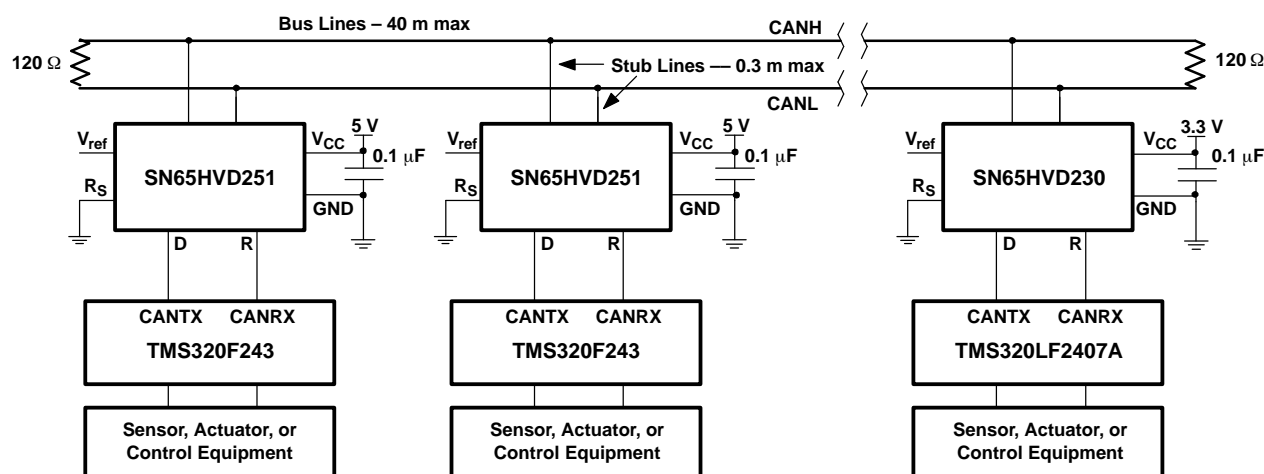 Bus Lines – 40 m max
CANH
120 Ω
Stub Lines –– 0.3 m max
120 Ω
CANL
Vref
VCC
5 V
0.1 μF
SN65HVD251
RS
GND
D
R
Vref
VCC
5 V
0.1 μF
SN65HVD251
RS
GND
D
R
Vref
VCC
3.3 V
0.1 μF
SN65HVD230
RS
GND
D
R
CANTX CANRX
TMS320F243
CANTX CANRX
TMS320F243
CANTX CANRX
TMS320LF2407A
Sensor, Actuator, or
Control Equipment
Sensor, Actuator, or
Control Equipment
Sensor, Actuator, or
Control Equipment